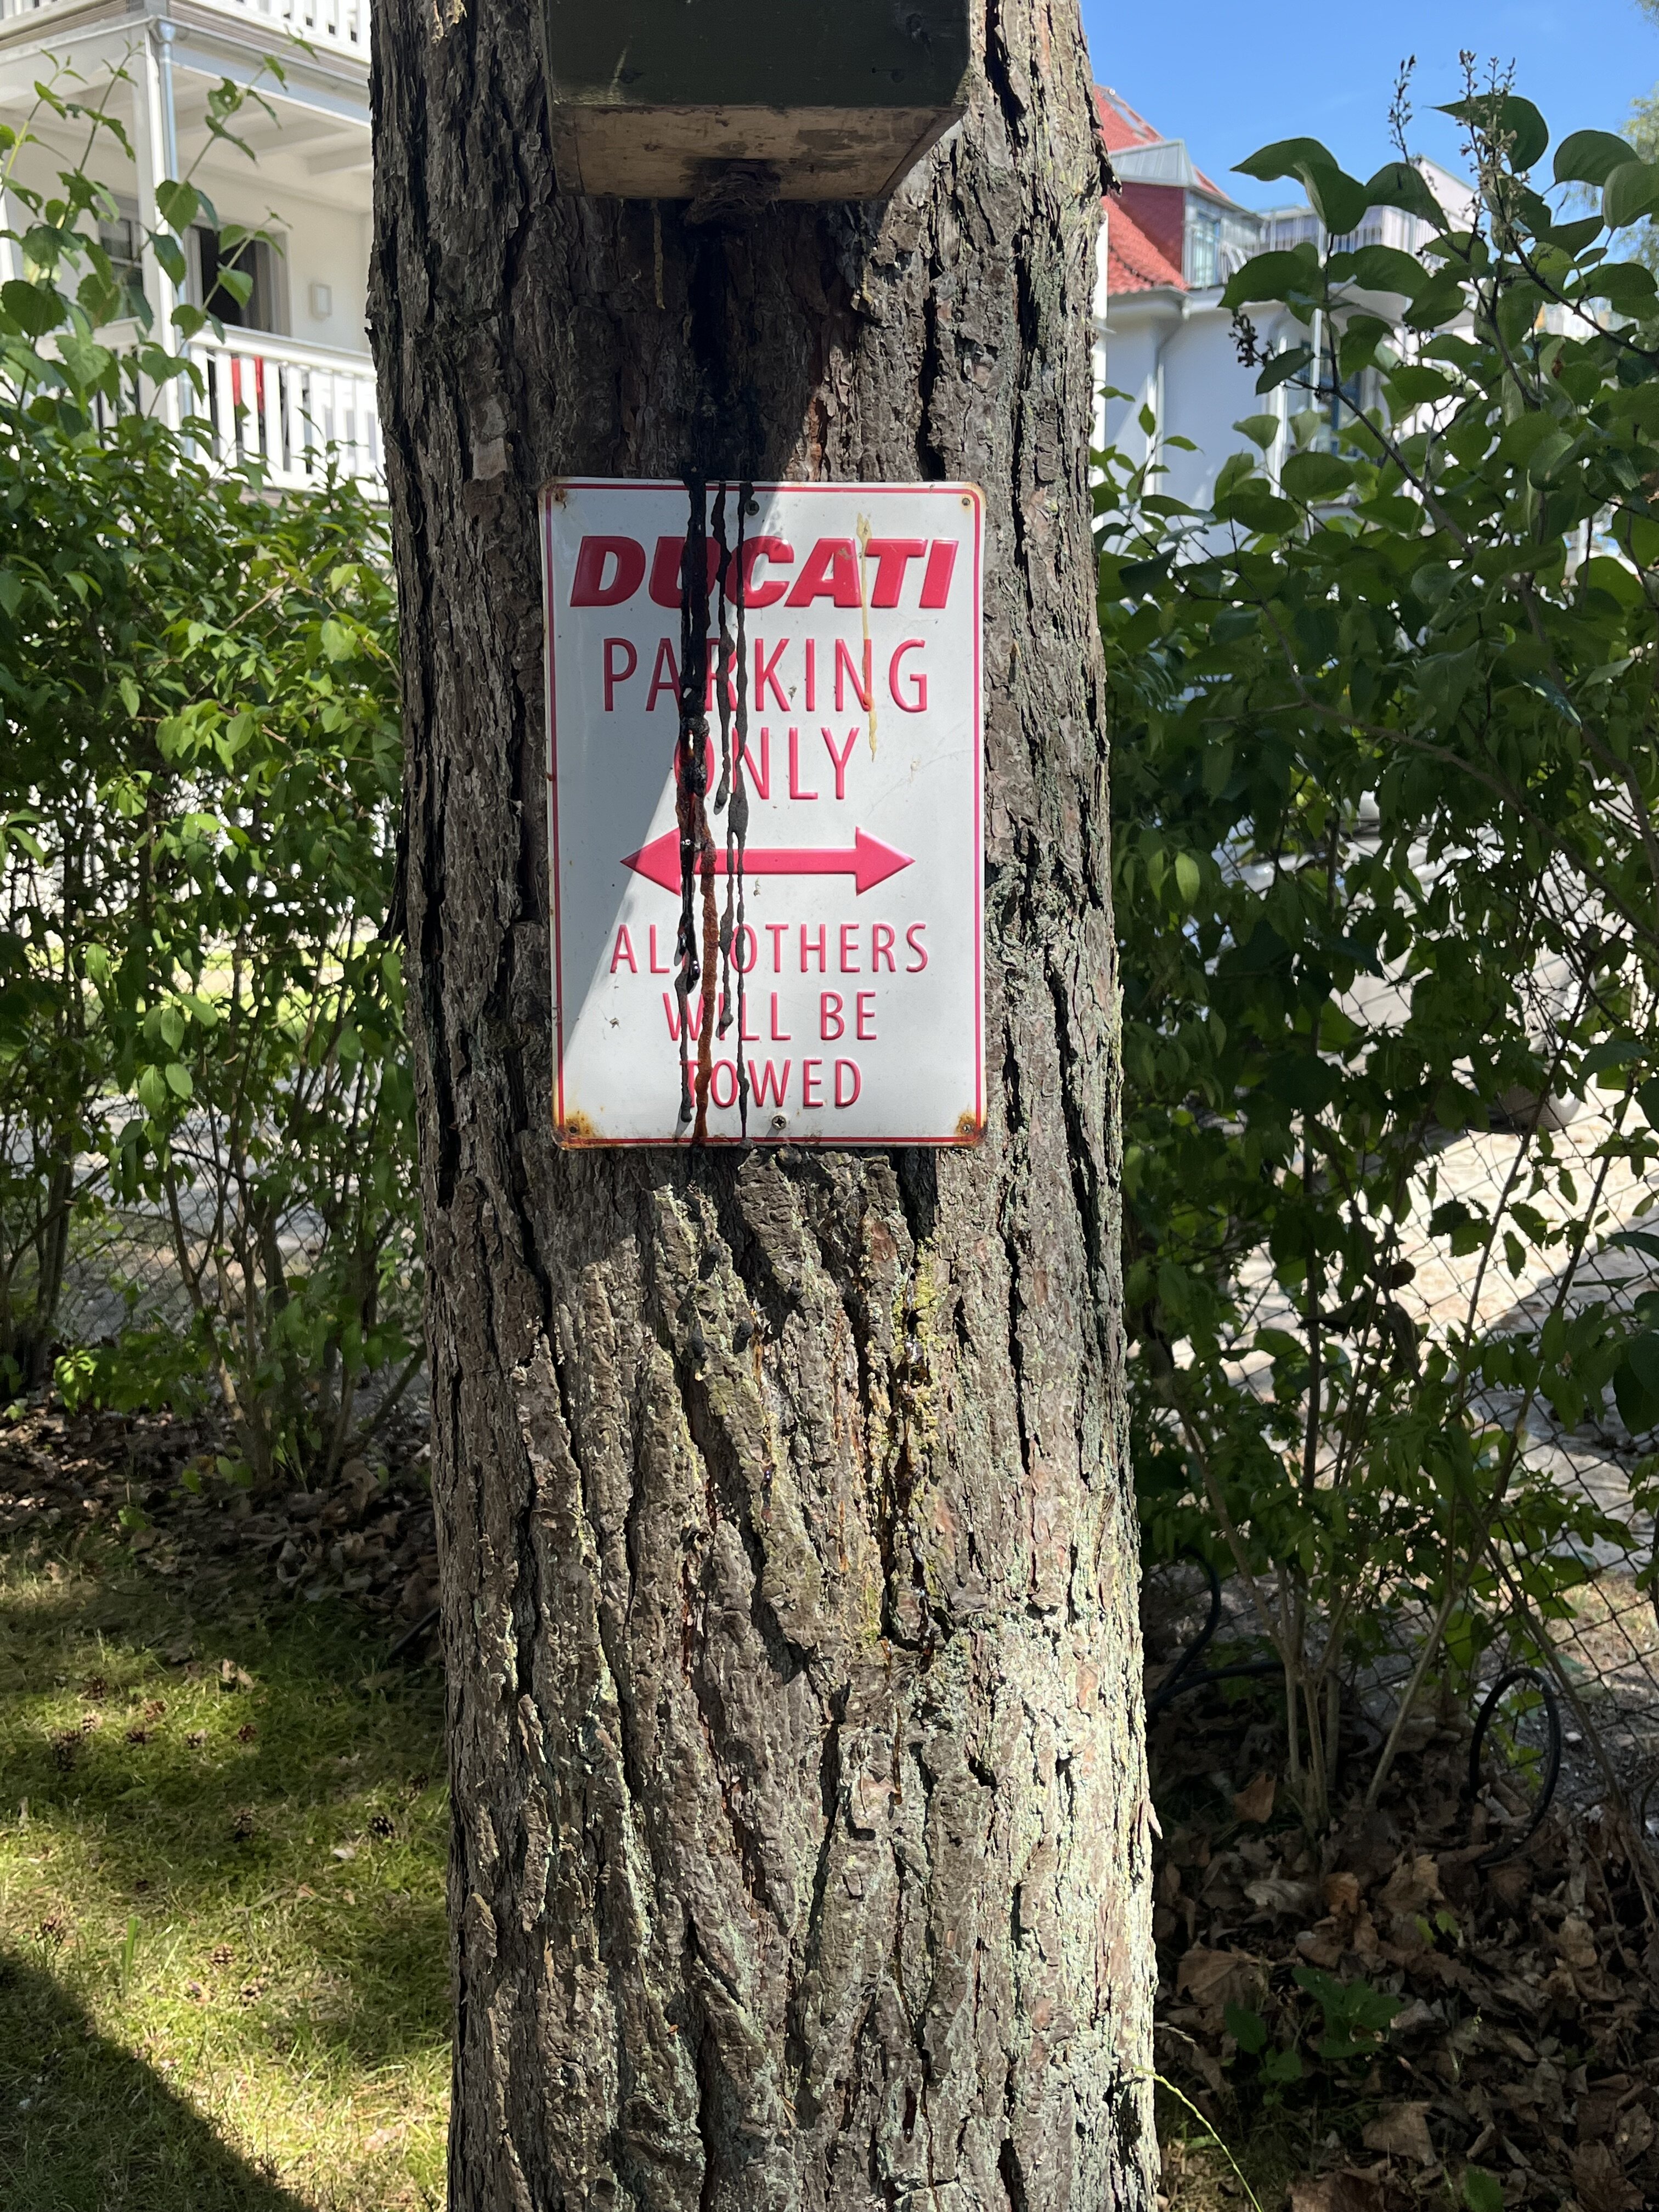 DUCATI
PARKING
ONLY
ALL OTHERS
WILL BE
TOWED